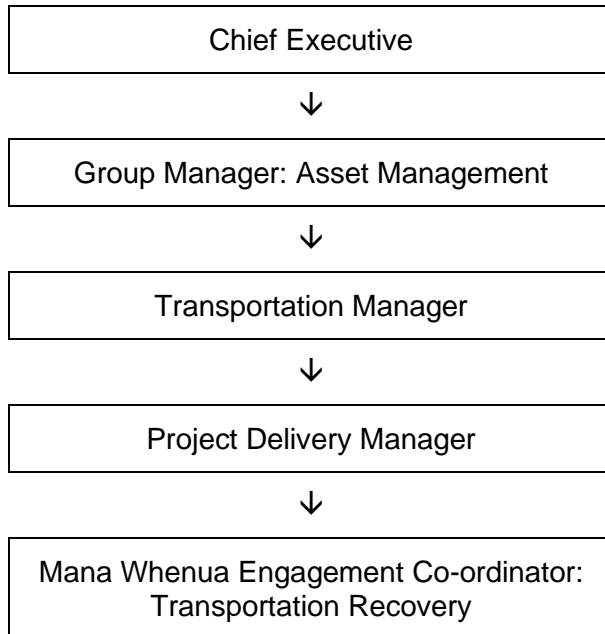 Chief Executive
Group Manager: Asset Management
Transportation Manager
Project Delivery Manager
Mana Whenua Engagement Co-ordinator:
Transportation Recovery